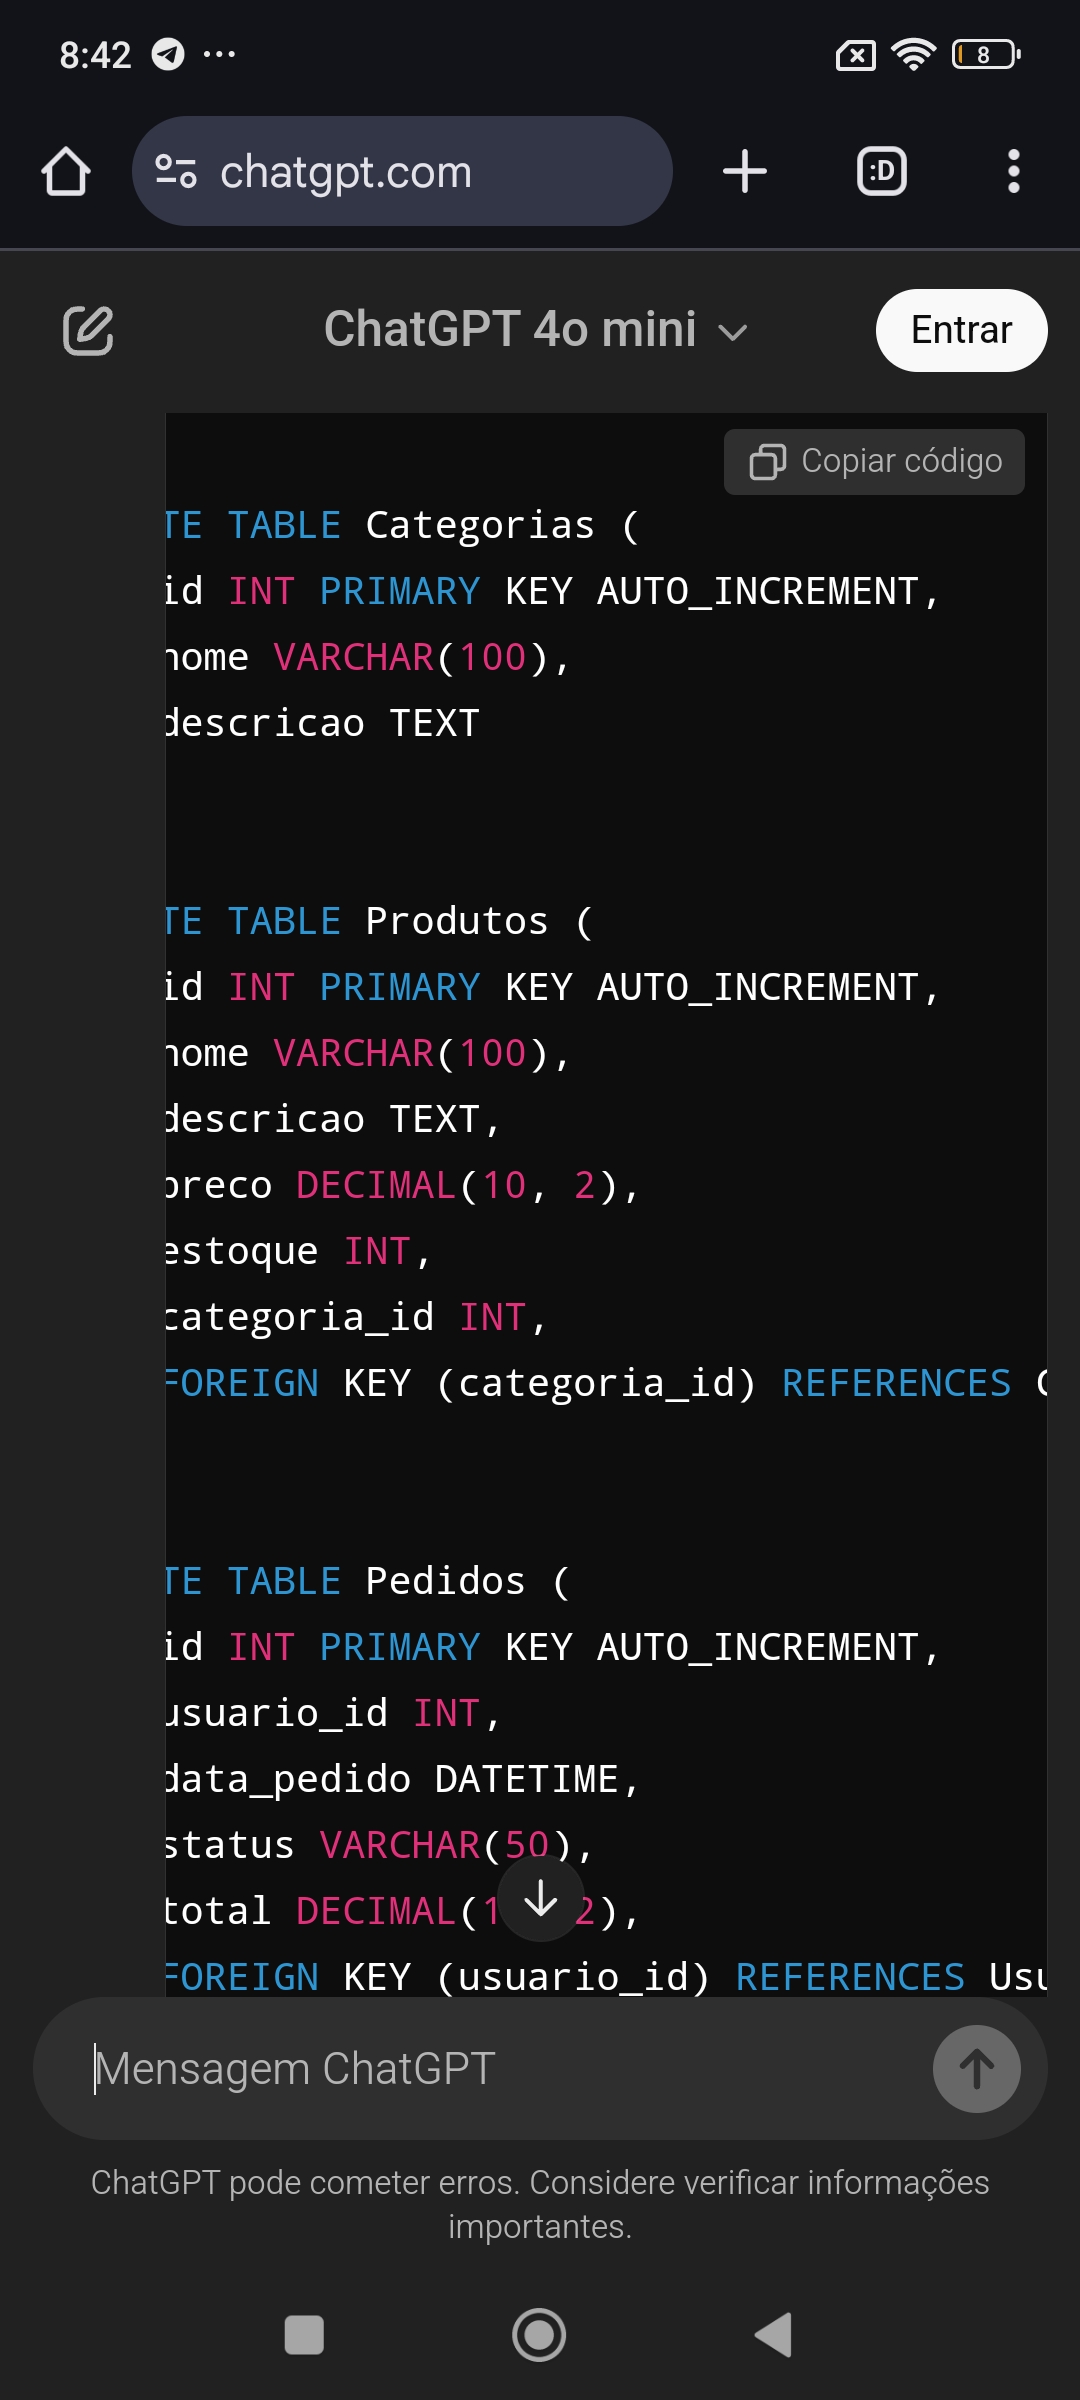 8:42
8
chatgpt.com
:D
ChatGPT 4o mini
Entrar
Copiar código
TE TABLE Categorias (
id INT PRIMARY KEY AUTO_INCREMENT,
nome VARCHAR(100),
descricao TEXT
TE TABLE Produtos (
id INT PRIMARY KEY AUTO_INCREMENT,
nome VARCHAR(100),
descricao TEXT,
preco DECIMAL(10, 2),
estoque INT,
categoria_id INT,
FOREIGN KEY (categoria_id) REFERENCES
TE TABLE Pedidos (
id INT PRIMARY KEY AUTO_INCREMENT,
usuario_id INT,
data_pedido DATETIME,
status VARCHAR(50),
total DECIMAL(1 2),
FOREIGN KEY (usuario_id) REFERENCES Usu
Mensagem ChatGPT
ChatGPT pode cometer erros. Considere verificar informações
importantes.